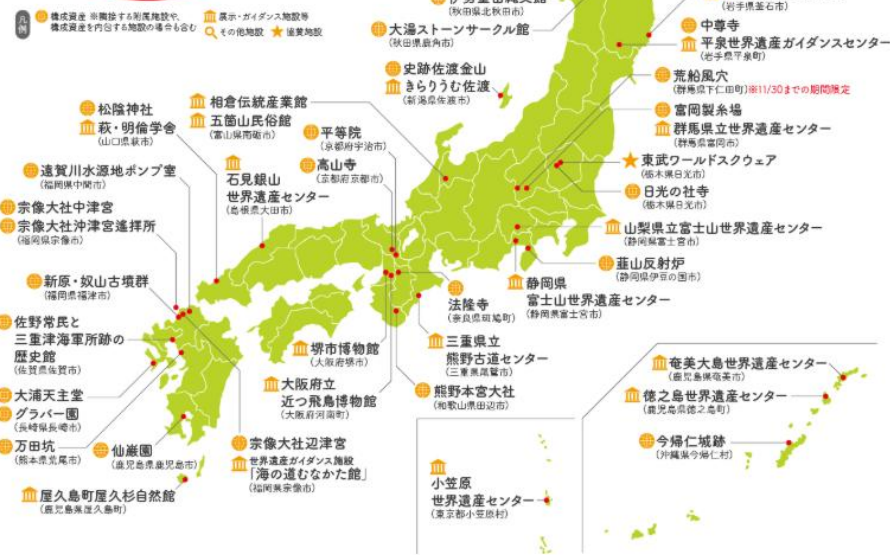 凡例
構成資産 ※隣接する附属施設や、
構成資産を内包する施設の場合も含む
展示・ガイダンス施設等
その他施設
協賛施設
(秋田県北秋田市)
大湯ストーンサークル館
(秋田県鹿角市)
史跡佐渡金山
きらりうむ佐渡
(新潟県佐渡市)
(岩手県釜石市)
中尊寺
平泉世界遺産ガイダンスセンター
(岩手県平泉町)
荒船風穴
(群馬県下仁田町)※11/30までの期間限定
富岡製糸場
群馬県立世界遺産センター
(群馬県富岡市)
東武ワールドスクウェア
(栃木県日光市)
日光の社寺
(栃木県日光市)
山梨県立富士山世界遺産センター
(静岡県富士宮市)
韮山反射炉
(静岡県伊豆の国市)
静岡県
富士山世界遺産センター
(静岡県富士宮市)
松陰神社
萩・明倫学舎
(山口県萩市)
相倉伝統産業館
五箇山民俗館
(富山県南砺市)
平等院
(京都府宇治市)
高山寺
(京都府京都市)
石見銀山
世界遺産センター
(島根県大田市)
遠賀川水源地ポンプ室
(福岡県中間市)
宗像大社中津宮
宗像大社沖津宮遙拝所
(福岡県宗像市)
新原・奴山古墳群
(福岡県福津市)
佐野常民と
三重津海軍所跡の
歴史館
(佐賀県佐賀市)
大浦天主堂
グラバー園
(長崎県長崎市)
万田坑
(熊本県荒尾市)
仙巌園
(鹿児島県鹿児島市)
屋久島町屋久杉自然館
(鹿児島県屋久島町)
宗像大社辺津宮
世界遺産ガイダンス施設
「海の道むなかた館」
(福岡県宗像市)
堺市博物館
(大阪府堺市)
大阪府立
近つ飛鳥博物館
(大阪府河南町)
法隆寺
(奈良県斑鳩町)
三重県立
熊野古道センター
(三重県尾鷲市)
熊野本宮大社
(和歌山県田辺市)
小笠原
世界遺産センター
(東京都小笠原村)
奄美大島世界遺産センター
(鹿児島県奄美市)
徳之島世界遺産センター
(鹿児島県徳之島町)
今帰仁城跡
(沖縄県今帰仁村)